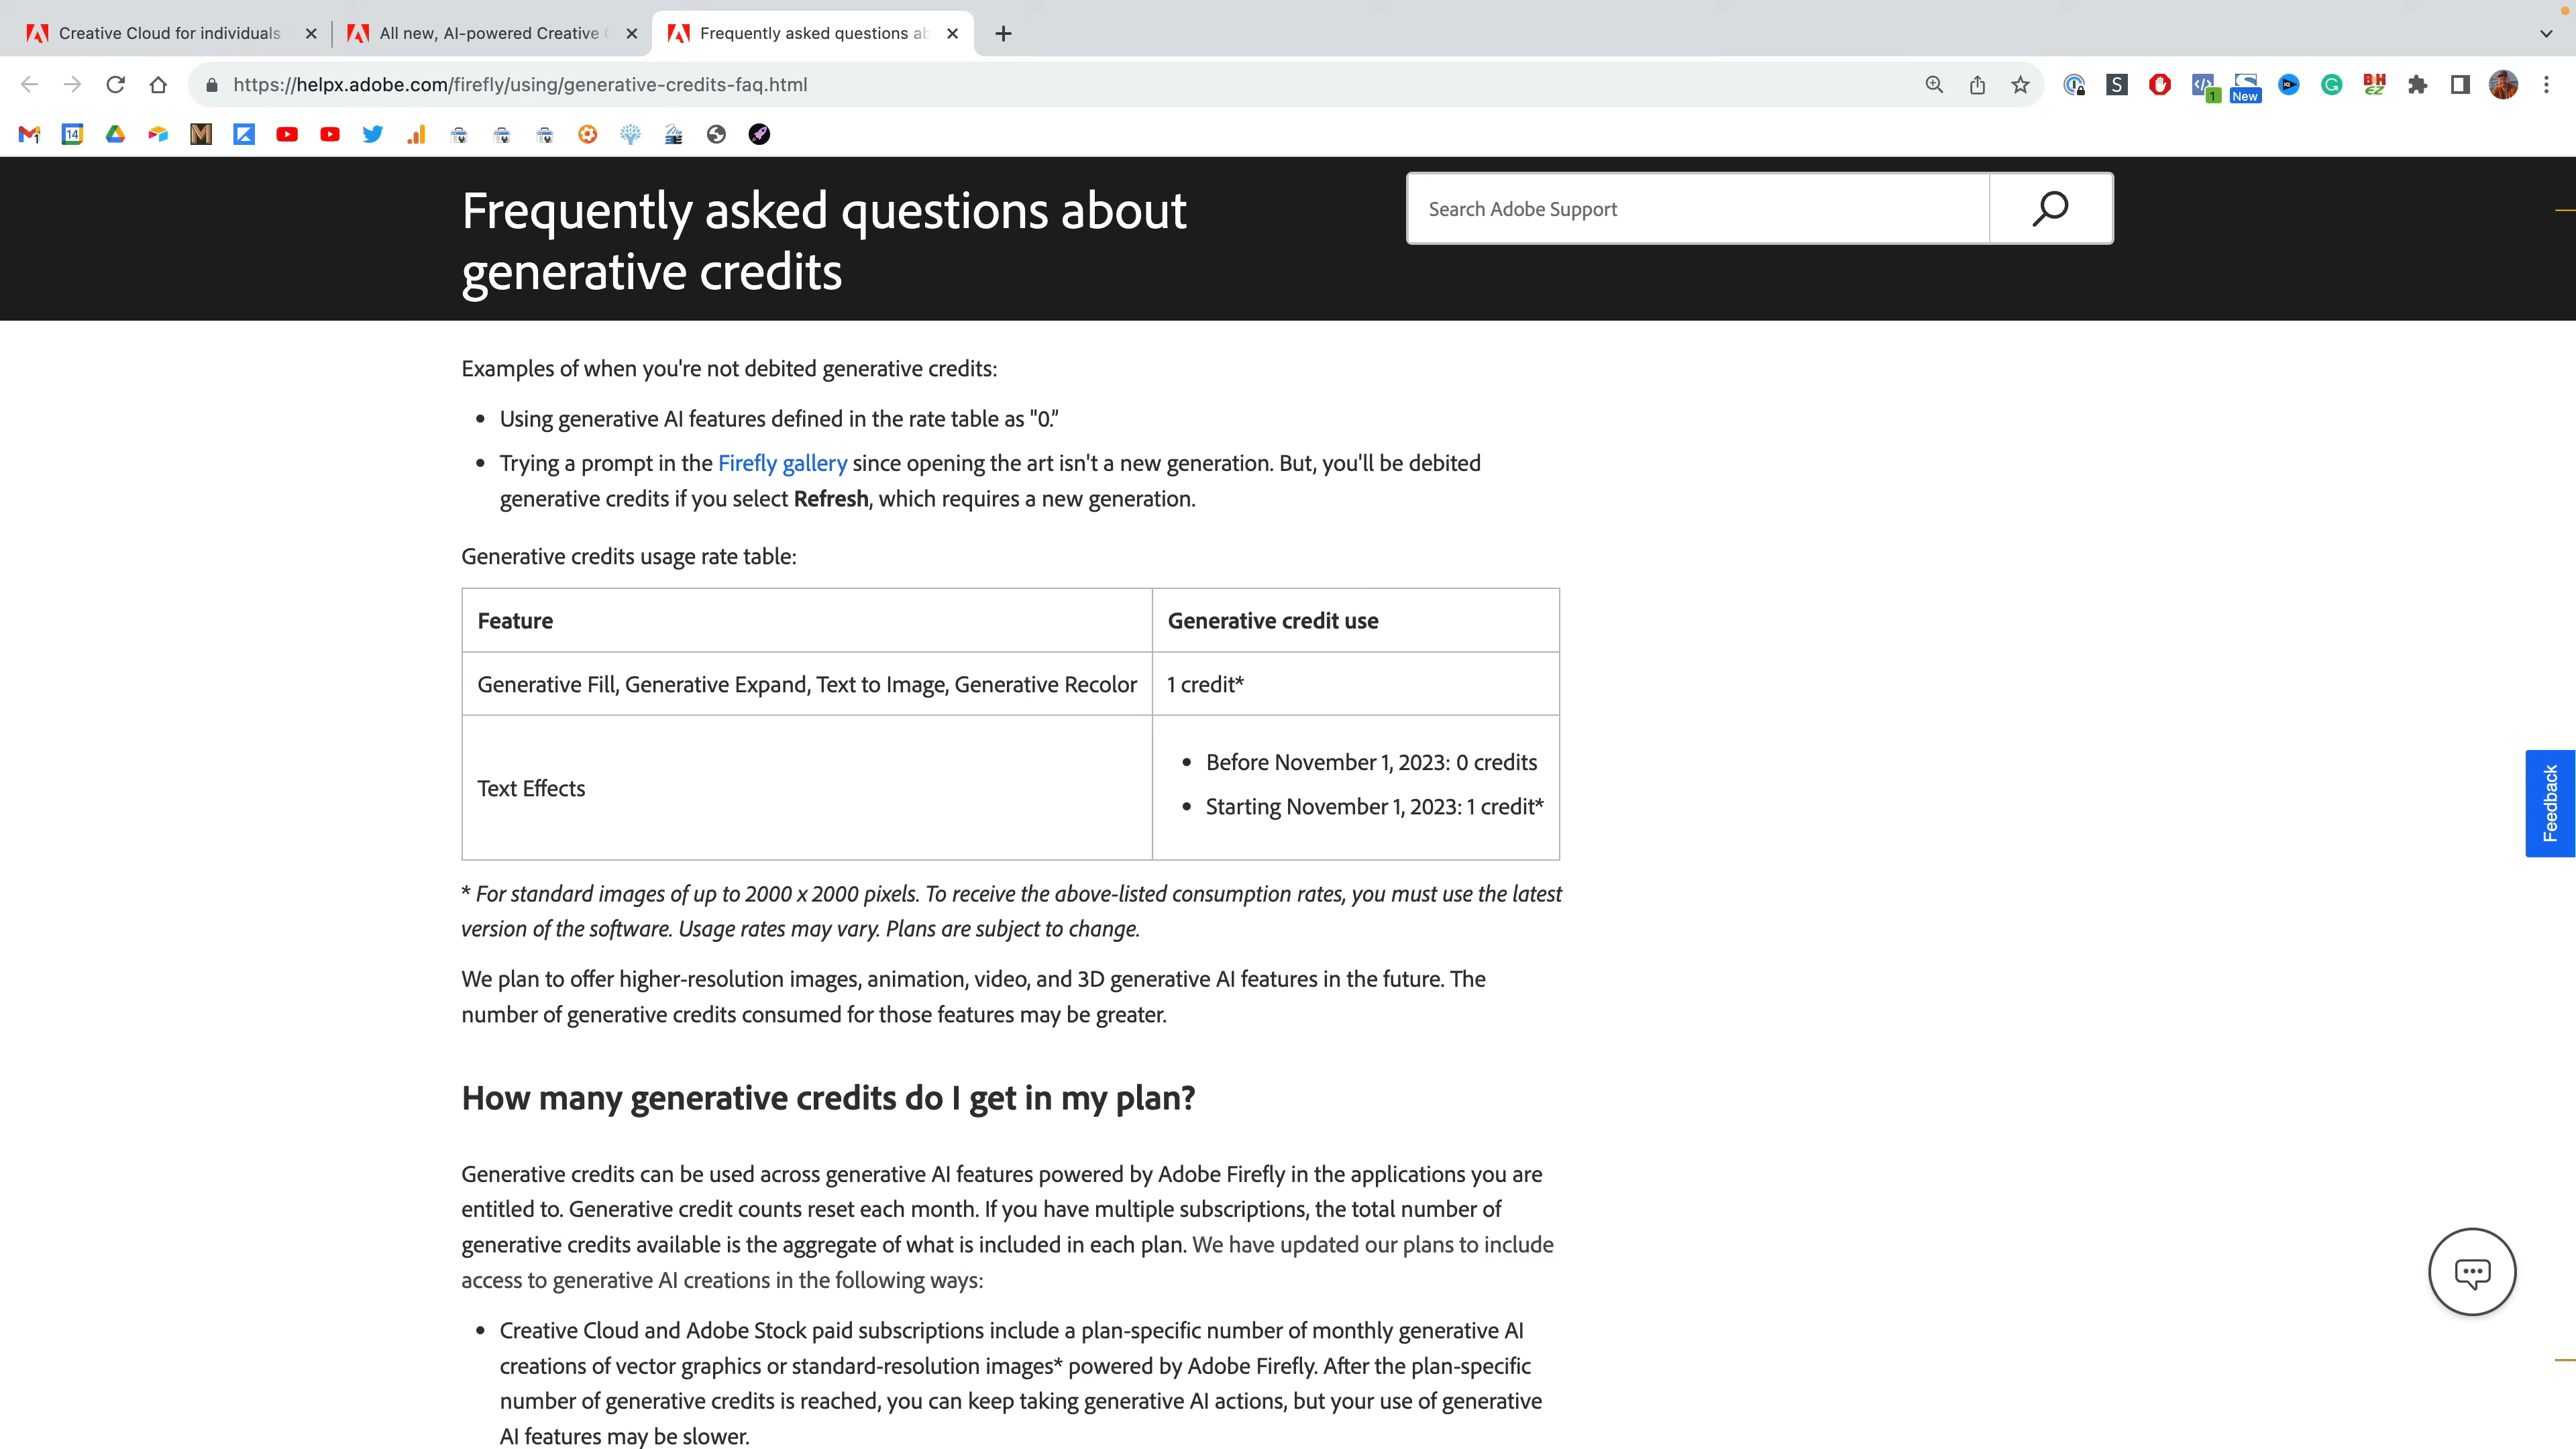 Creative Cloud for individuals
All new, AI-powered Creative
Frequently asked questions ab
https://helpx.adobe.com/firefly/using/generative-credits-faq.html
S
1
New
1
14
M
Frequently asked questions about
generative credits
Search Adobe Support
Examples of when you're not debited generative credits:
• Using generative AI features defined in the rate table as "0.”
• Trying a prompt in the Firefly gallery since opening the art isn't a new generation. But, you'll be debited
generative credits if you select Refresh, which requires a new generation.
Generative credits usage rate table:
Feature
Generative credit use
Generative Fill, Generative Expand, Text to Image, Generative Recolor
1 credit*
Text Effects
• Before November 1, 2023: 0 credits
• Starting November 1, 2023: 1 credit*
* For standard images of up to 2000 x 2000 pixels. To receive the above-listed consumption rates, you must use the latest
version of the software. Usage rates may vary. Plans are subject to change.
We plan to offer higher-resolution images, animation, video, and 3D generative AI features in the future. The
number of generative credits consumed for those features may be greater.
How many generative credits do I get in my plan?
Generative credits can be used across generative AI features powered by Adobe Firefly in the applications you are
entitled to. Generative credit counts reset each month. If you have multiple subscriptions, the total number of
generative credits available is the aggregate of what is included in each plan. We have updated our plans to include
access to generative AI creations in the following ways:
• Creative Cloud and Adobe Stock paid subscriptions include a plan-specific number of monthly generative AI
creations of vector graphics or standard-resolution images* powered by Adobe Firefly. After the plan-specific
number of generative credits is reached, you can keep taking generative AI actions, but your use of generative
AI features may be slower.
Feedback